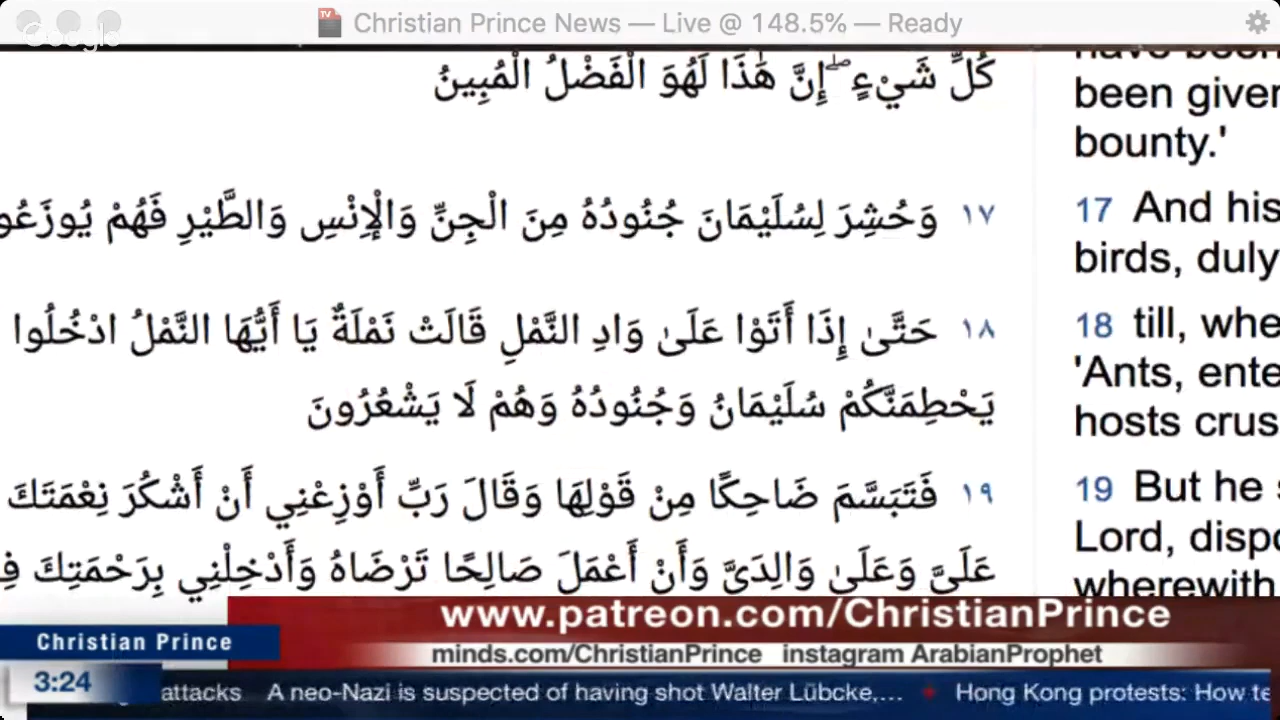 Christian Prince News — Live @ 148.5% — Ready
Google
كُلِّ شَيْءٍ ۖ إِنَّ هَٰذَا لَهُوَ الْفَضْلُ الْمُبِينُ
been given
bounty.'
١٧ وَحُشِرَ لِسُلَيْمَانَ جُنُودُهُ مِنَ الْجِنِّ وَالْإِنْسِ وَالطَّيْرِ فَهُمْ يُوزَعُو
17 And his
birds, duly
١٨ حَتَّىٰ إِذَا أَتَوْا عَلَىٰ وَادِ النَّمْلِ قَالَتْ نَمْلَةٌ يَا أَيُّهَا النَّمْلُ ادْخُلُوا
يَحْطِمَنَّكُمْ سُلَيْمَانُ وَجُنُودُهُ وَهُمْ لَا يَشْعُرُونَ
18 till, whe
'Ants, ente
hosts crus
١٩ فَتَبَسَّمَ ضَاحِكًا مِنْ قَوْلِهَا وَقَالَ رَبِّ أَوْزِعْنِي أَنْ أَشْكُرَ نِعْمَتَكَ
عَلَيَّ وَعَلَىٰ وَالِدَيَّ وَأَنْ أَعْمَلَ صَالِحًا تَرْضَاهُ وَأَدْخِلْنِي بِرَحْمَتِكَ فِ
19 But he
Lord, dispo
wherewith
www.patreon.com/ChristianPrince
Christian Prince
minds.com/ChristianPrince instagram ArabianProphet
3:24
attacks A neo-Nazi is suspected of having shot Walter Lübcke,... Hong Kong protests: How te